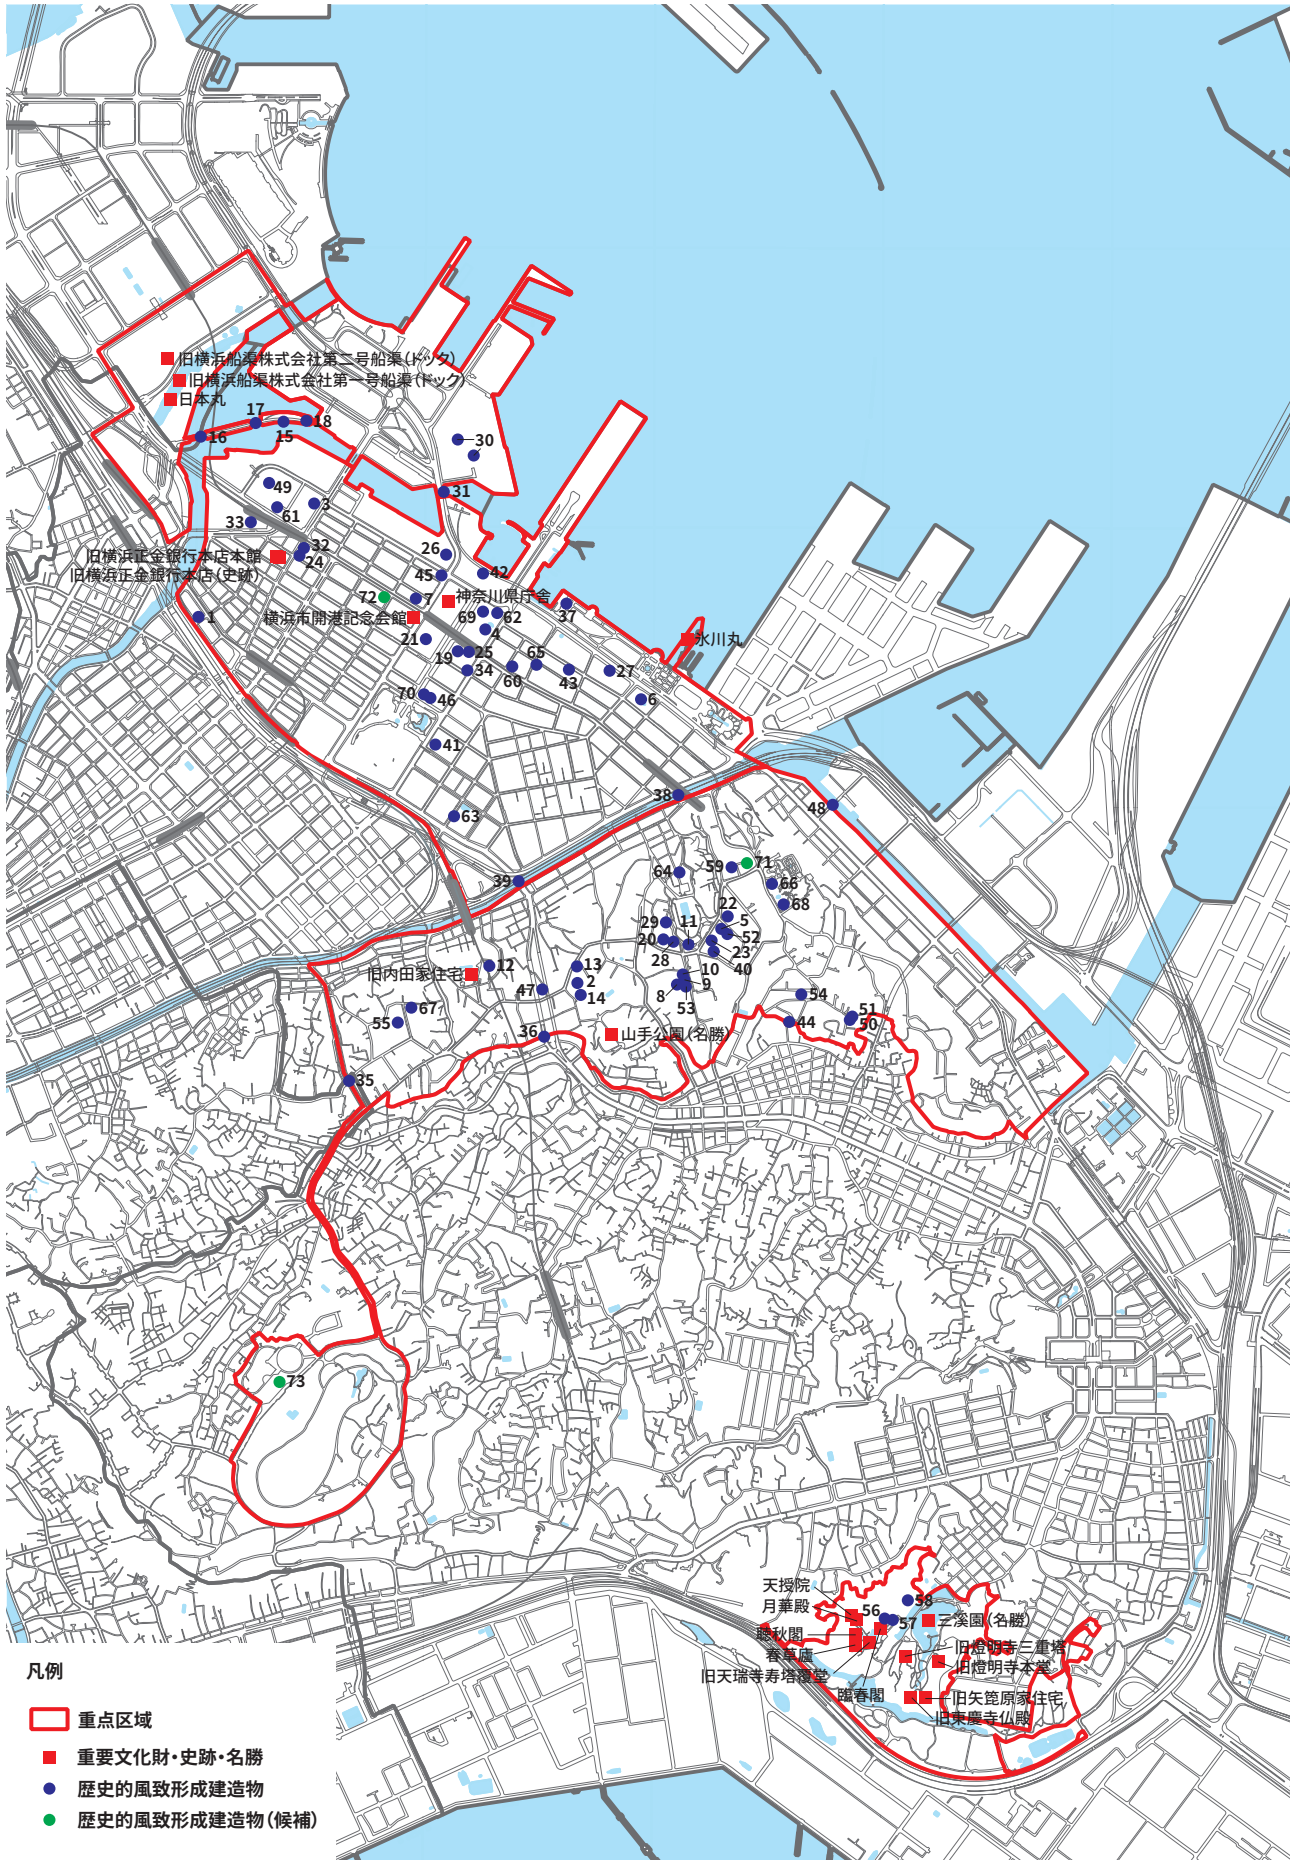 旧横浜船渠株式会社第二号船渠(ドック)
旧横浜船渠株式会社第一号船渠(ドック)
日本丸
17
18
16
15
30
49
31
3
61
33
32
24
旧横浜正金銀行本店本館
旧横浜正金銀行本店(史跡)
26
45
42
72
7
神奈川県庁舎
1
横浜市開港記念会館
69
62
37
4
21
氷川丸
19
25
65
34
60
43
27
70
46
6
41
38
48
63
59
71
64
39
66
22
68
29
11
5
20
52
28
23
40
旧内田家住宅
12
13
10
47
2
8
9
14
53
54
67
51
55
44
50
36
山手公園(名勝)
35
73
天授院
月華殿
56
58
57
三溪園(名勝)
聴秋閣
春草廬
旧燈明寺三重塔
旧燈明寺本堂
旧天瑞寺寿塔覆堂
臨春閣
旧矢箆原家住宅
旧東慶寺仏殿
凡例
重点区域
重要文化財・史跡・名勝
歴史的風致形成建造物
歴史的風致形成建造物(候補)